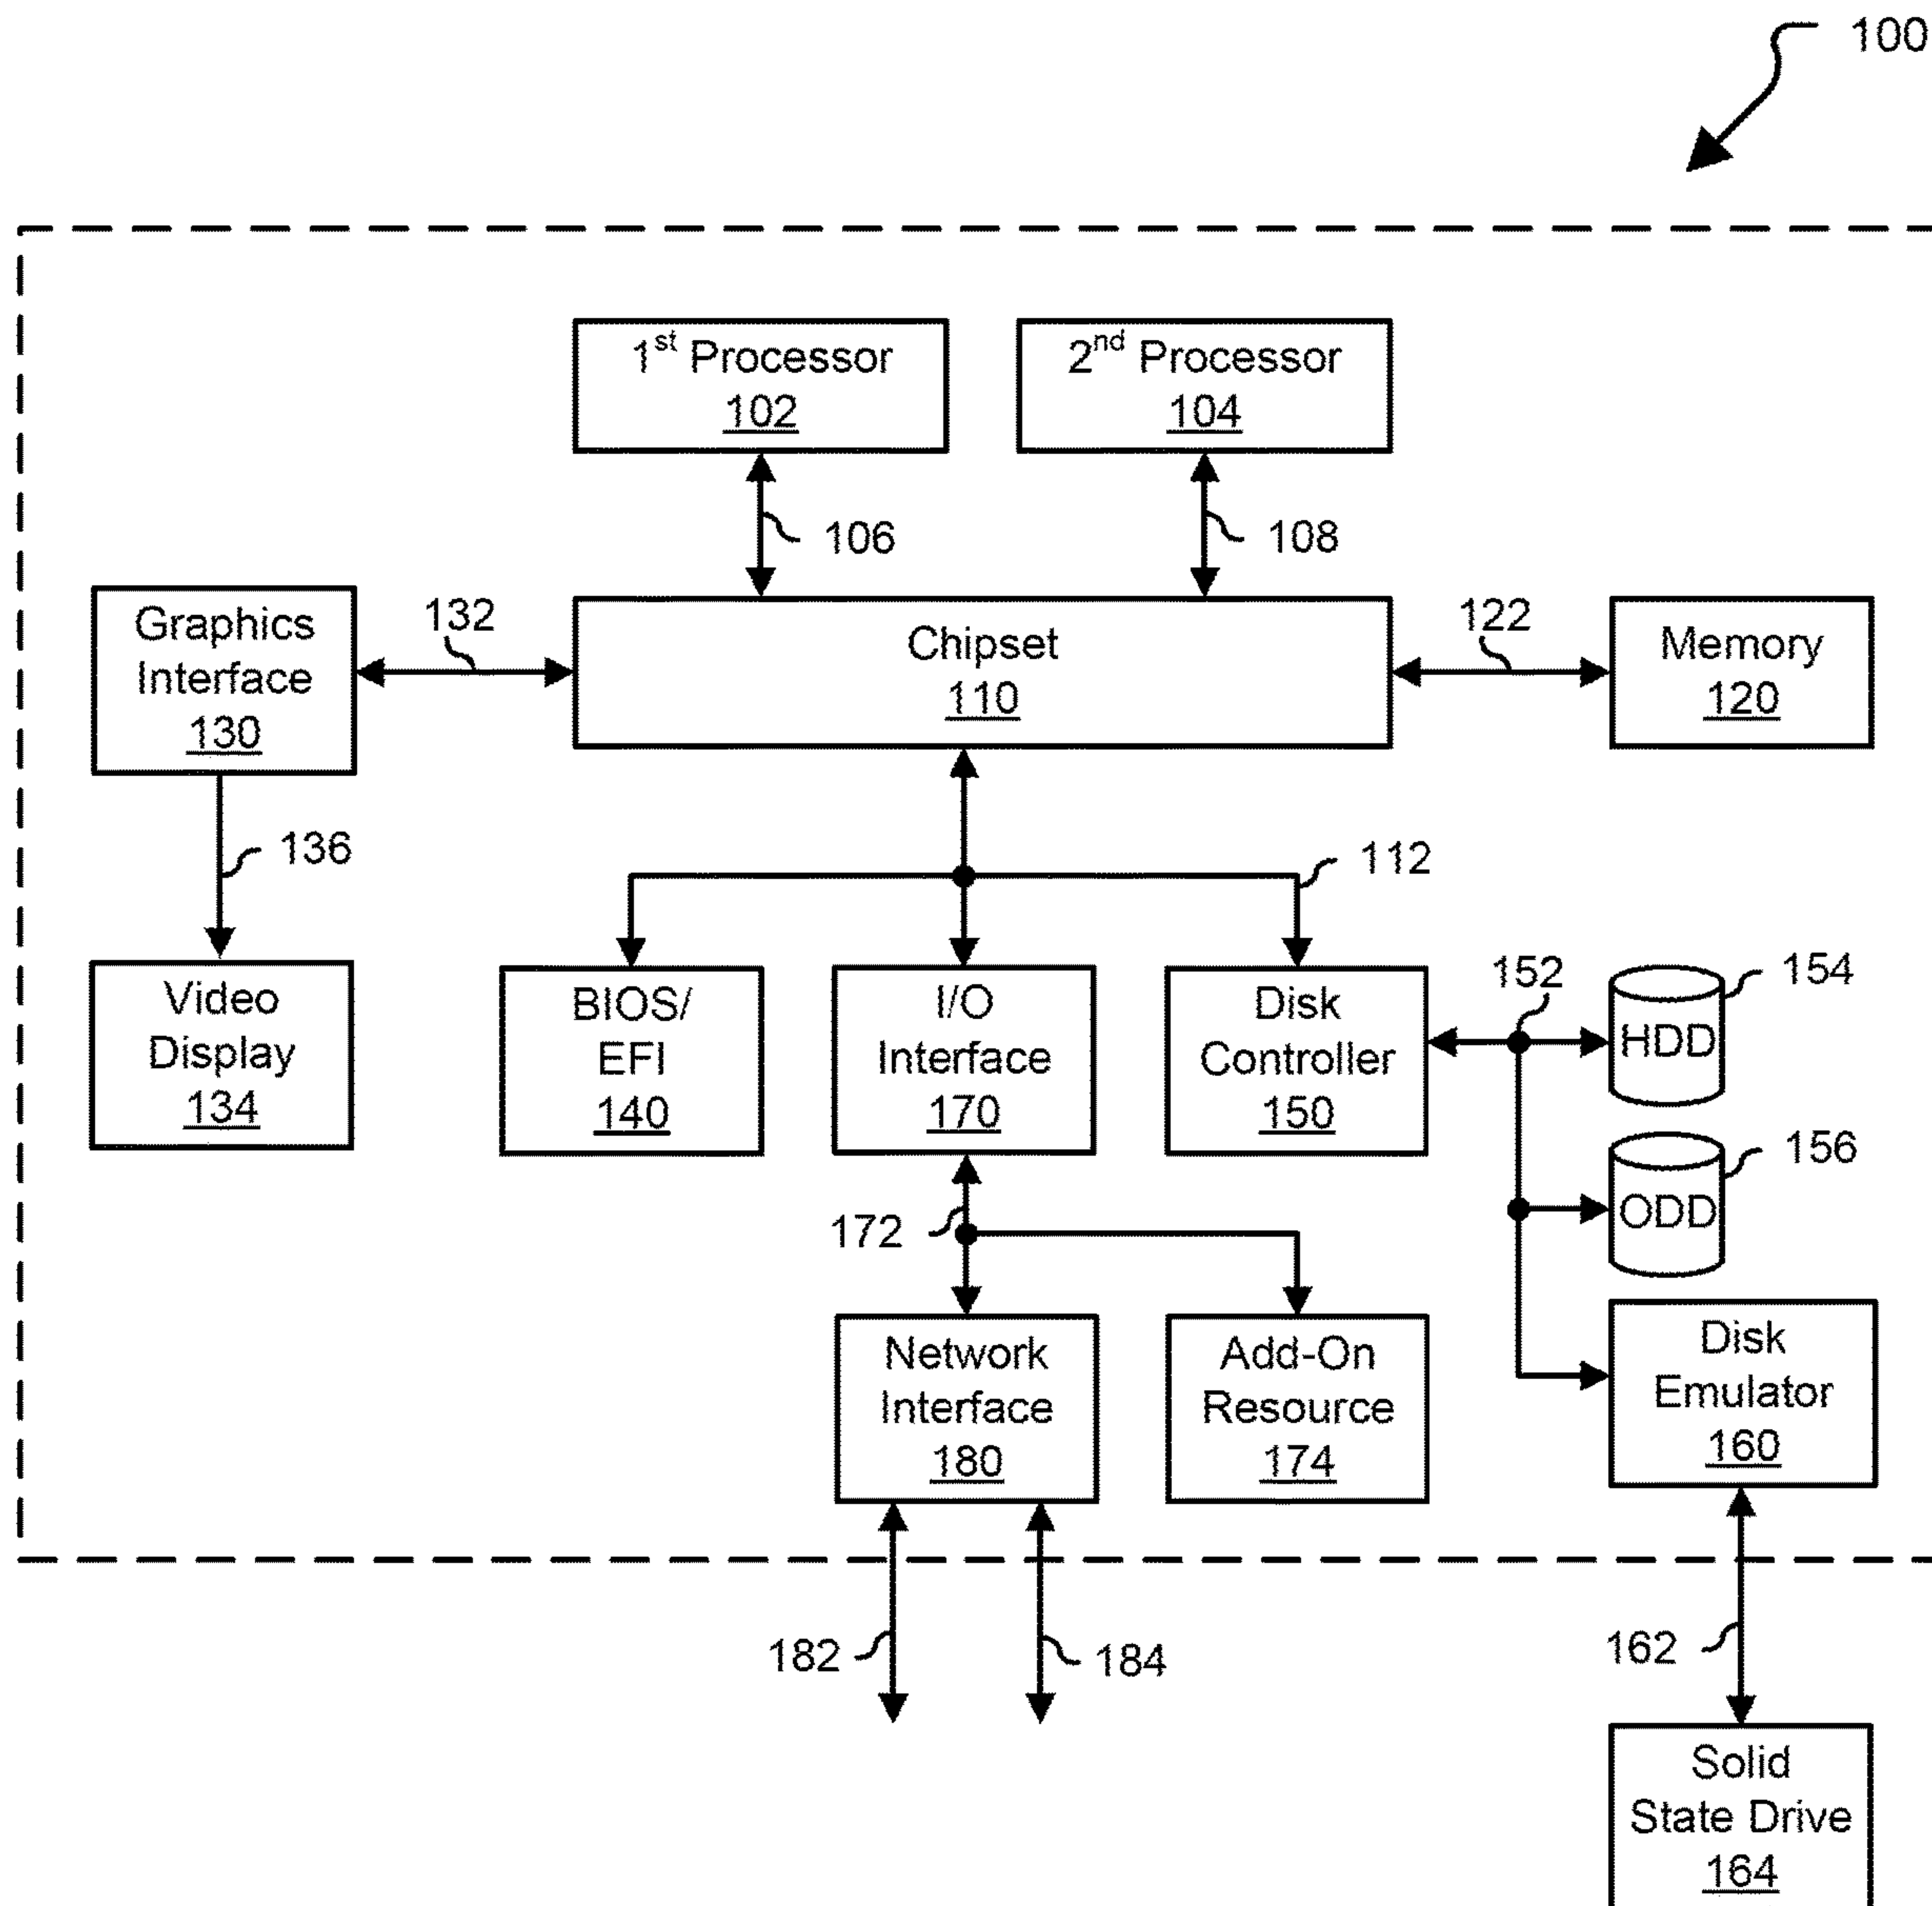 100
1st Processor
102
2nd Processor
104
106
108
Graphics
Interface
130
132
Chipset
110
122
Memory
120
136
112
Video
Display
134
BIOS/
EFI
140
I/O
Interface
170
Disk
Controller
150
152
HDD
154
ODD
156
172
Network
Interface
180
Add-On
Resource
174
Disk
Emulator
160
182
184
162
Solid
State Drive
164